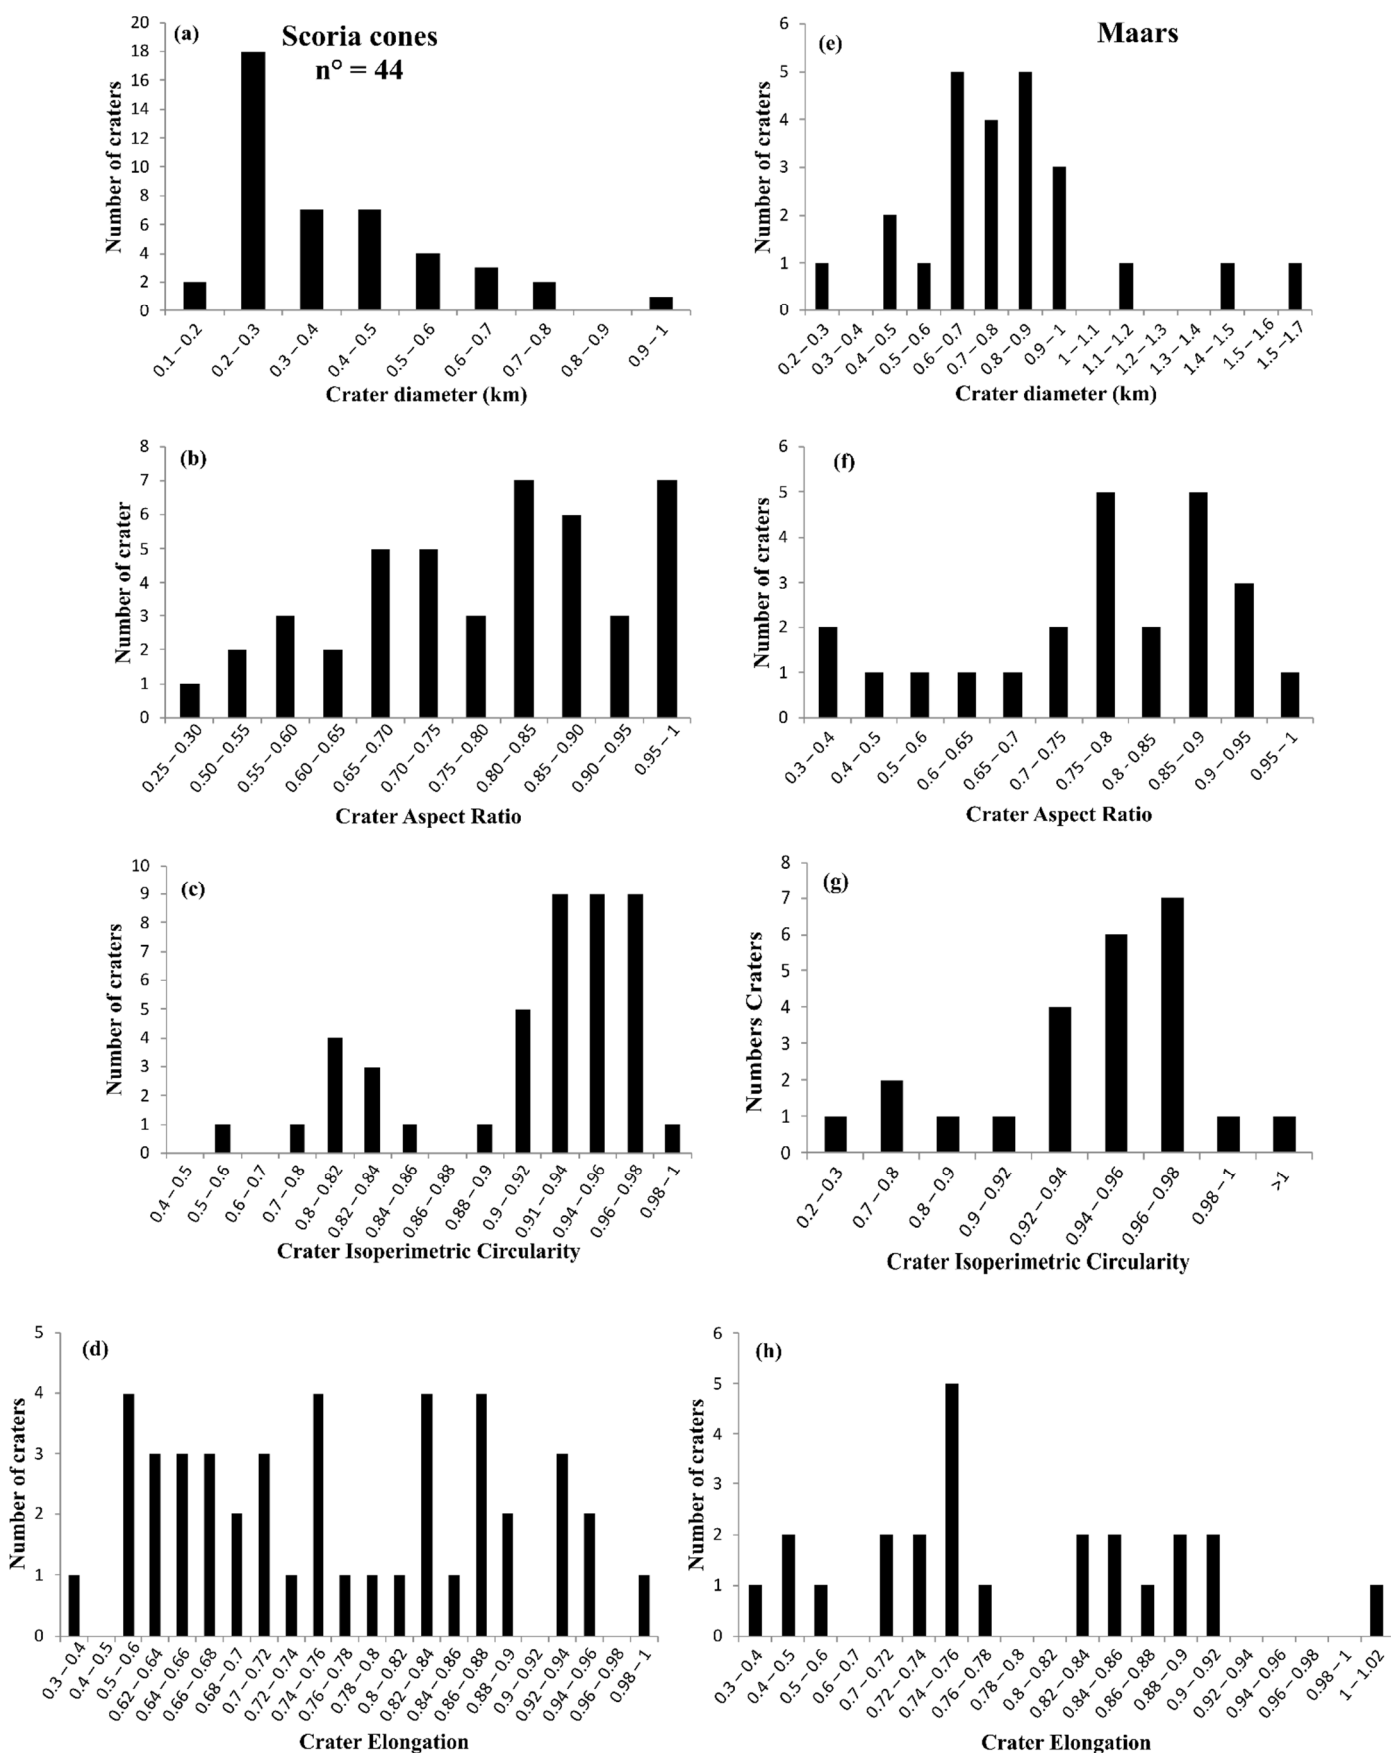 (a)
Scoria cones
n° = 44
Number of craters
20
18
16
14
12
10
8
6
4
2
0
0.1 – 0.2
0.2 – 0.3
0.3 – 0.4
0.4 – 0.5
0.5 – 0.6
0.6 – 0.7
0.7 – 0.8
0.8 – 0.9
0.9 – 1
Crater diameter (km)
(e)
Maars
Number of craters
6
5
4
3
2
1
0
0.2 – 0.3
0.3 – 0.4
0.4 – 0.5
0.5 – 0.6
0.6 – 0.7
0.7 – 0.8
0.8 – 0.9
0.9 – 1
1 – 1.1
1.1 – 1.2
1.2 – 1.3
1.3 – 1.4
1.4 – 1.5
1.5 – 1.6
1.5 – 1.7
Crater diameter (km)
(b)
Number of crater
8
7
6
5
4
3
2
1
0
0.25 – 0.30
0.50 – 0.55
0.55 – 0.60
0.60 – 0.65
0.65 – 0.70
0.70 – 0.75
0.75 – 0.80
0.80 – 0.85
0.85 – 0.90
0.90 – 0.95
0.95 – 1
Crater Aspect Ratio
(f)
Number of craters
6
5
4
3
2
1
0
0.3 – 0.4
0.4 – 0.5
0.5 – 0.6
0.6 – 0.65
0.65 – 0.7
0.7 – 0.75
0.75 – 0.8
0.8 – 0.85
0.85 – 0.9
0.9 – 0.95
0.95 – 1
Crater Aspect Ratio
(c)
Number of craters
10
9
8
7
6
5
4
3
2
1
0
0.4 – 0.5
0.5 – 0.6
0.6 – 0.7
0.7 – 0.8
0.8 – 0.82
0.82 – 0.84
0.84 – 0.86
0.86 – 0.88
0.88 – 0.9
0.9 – 0.92
0.91 – 0.94
0.94 – 0.96
0.96 – 0.98
0.98 – 1
Crater Isoperimetric Circularity
(g)
Numbers Craters
8
7
6
5
4
3
2
1
0
0.2 – 0.3
0.7 – 0.8
0.8 – 0.9
0.9 – 0.92
0.92 – 0.94
0.94 – 0.96
0.96 – 0.98
0.98 – 1
>1
Crater Isoperimetric Circularity
(d)
Number of craters
5
4
3
2
1
0
0.3 – 0.4
0.4 – 0.5
0.5 – 0.6
0.62 – 0.64
0.64 – 0.66
0.66 – 0.68
0.68 – 0.7
0.7 – 0.72
0.72 – 0.74
0.74 – 0.76
0.76 – 0.78
0.78 – 0.8
0.8 – 0.82
0.8 – 0.84
0.82 – 0.84
0.84 – 0.86
0.86 – 0.88
0.88 – 0.9
0.9 – 0.92
0.92 – 0.94
0.94 – 0.96
0.96 – 0.98
0.98 – 1
Crater Elongation
(h)
Number of craters
6
5
4
3
2
1
0
0.3 – 0.4
0.4 – 0.5
0.5 – 0.6
0.6 – 0.7
0.7 – 0.72
0.72 – 0.74
0.74 – 0.76
0.76 – 0.78
0.78 – 0.8
0.8 – 0.82
0.82 – 0.84
0.84 – 0.86
0.86 – 0.88
0.88 – 0.9
0.9 – 0.92
0.92 – 0.94
0.94 – 0.96
0.96 – 0.98
0.98 – 1
1 – 1.02
Crater Elongation